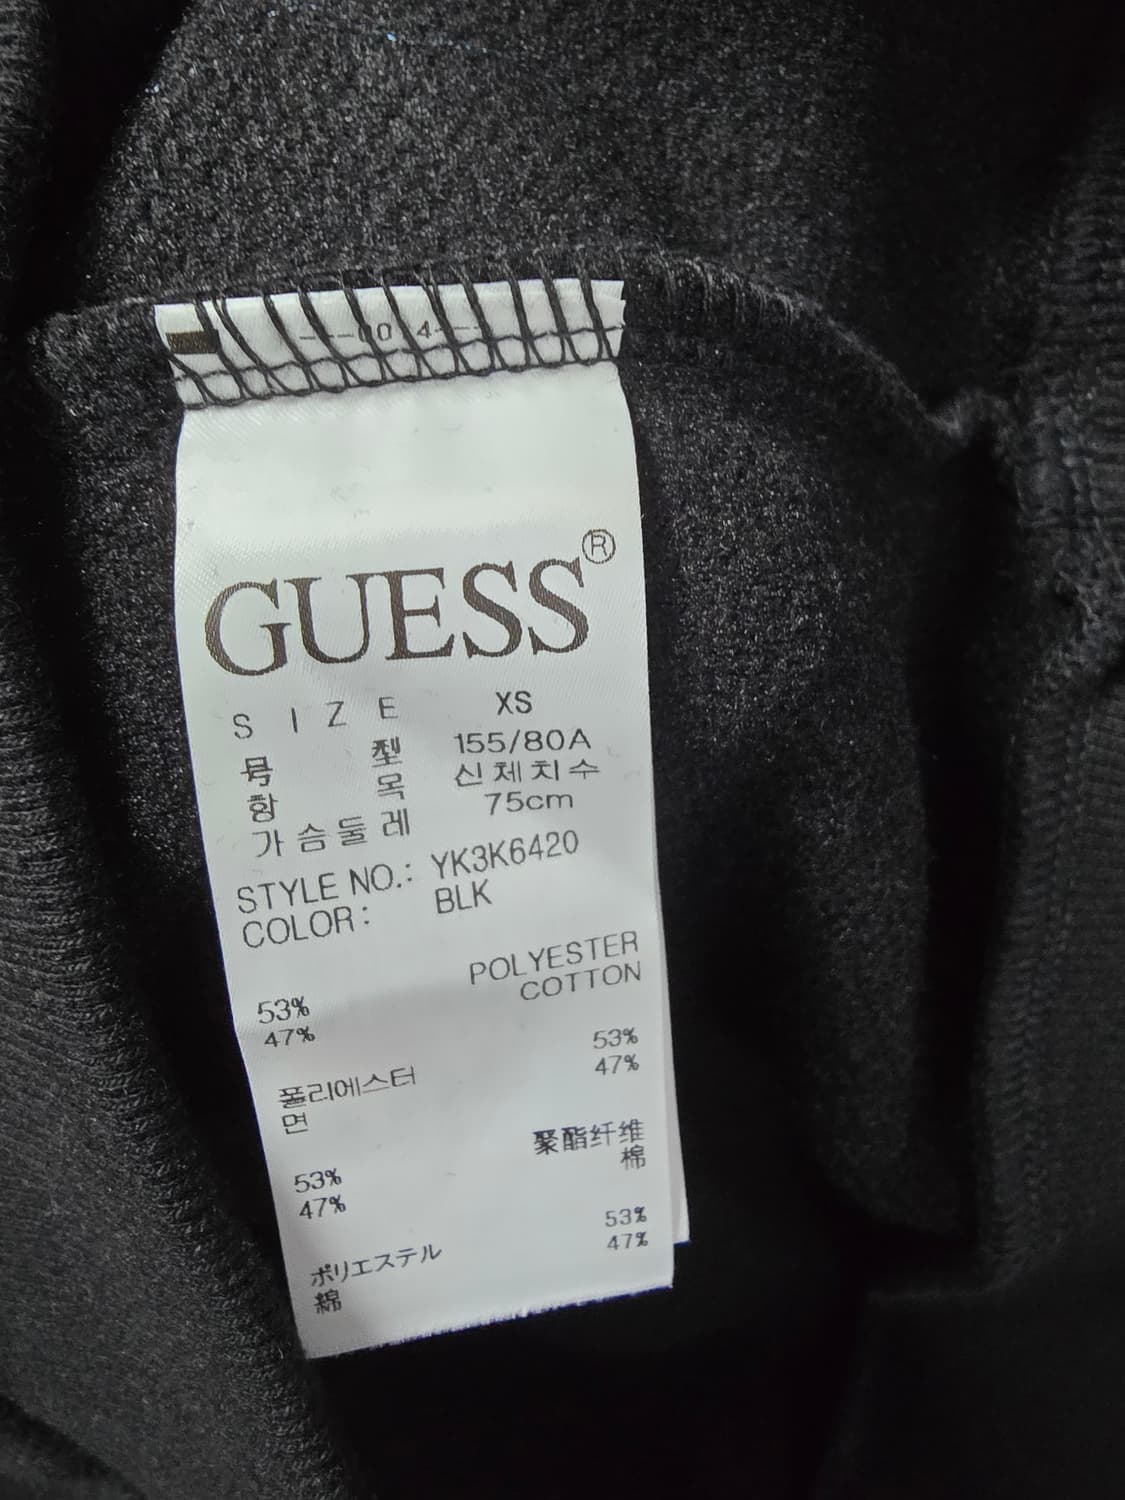 GUESS®
SIZE XS
号型 155/80A
항목 신체치수
가슴둘레 75cm
STYLE NO.: YK3K6420
COLOR: BLK
53% POLYESTER
47% COTTON
폴리에스터 53%
면 47%
53% 聚酯纤维
47% 棉
ポリエステル 53%
綿 47%